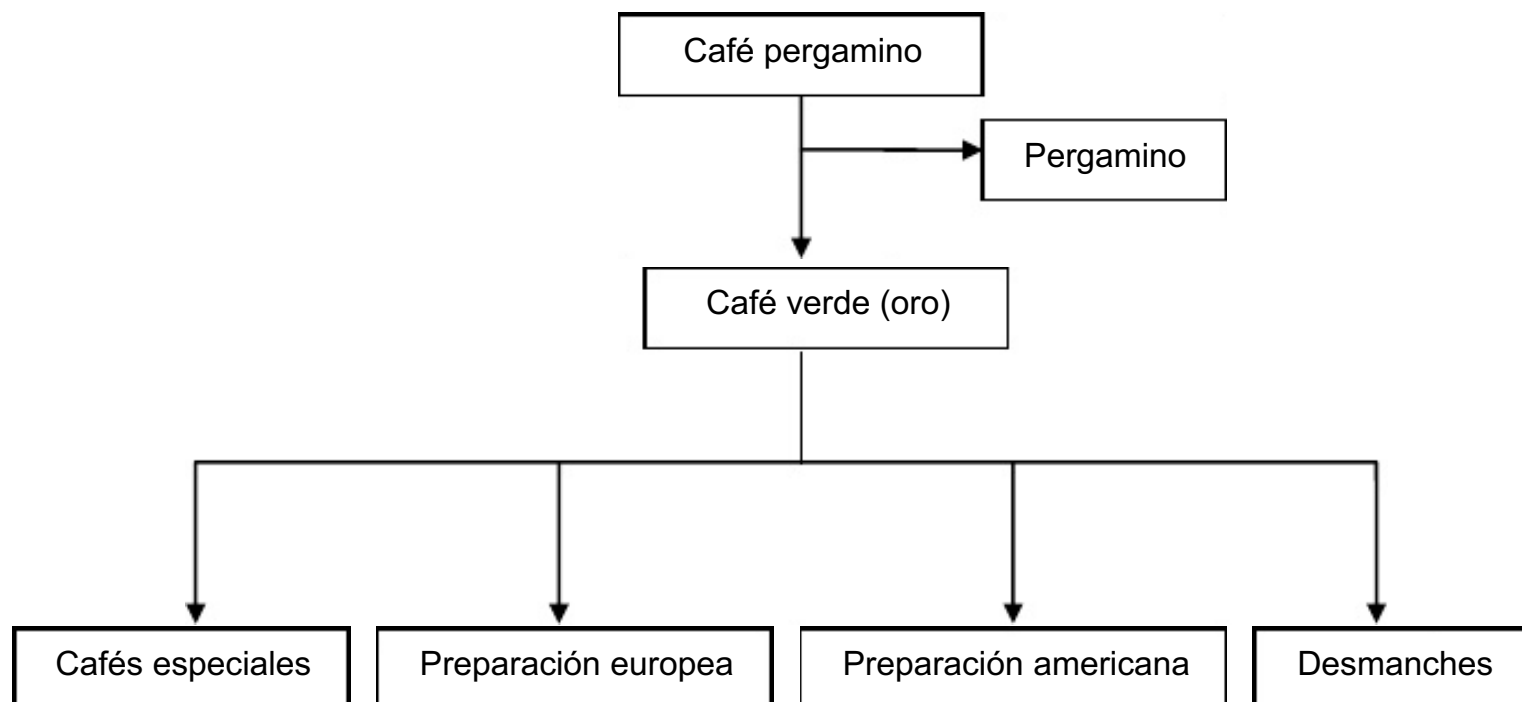 Café pergamino
Pergamino
Café verde (oro)
Cafés especiales
Preparación europea
Preparación americana
Desmanches